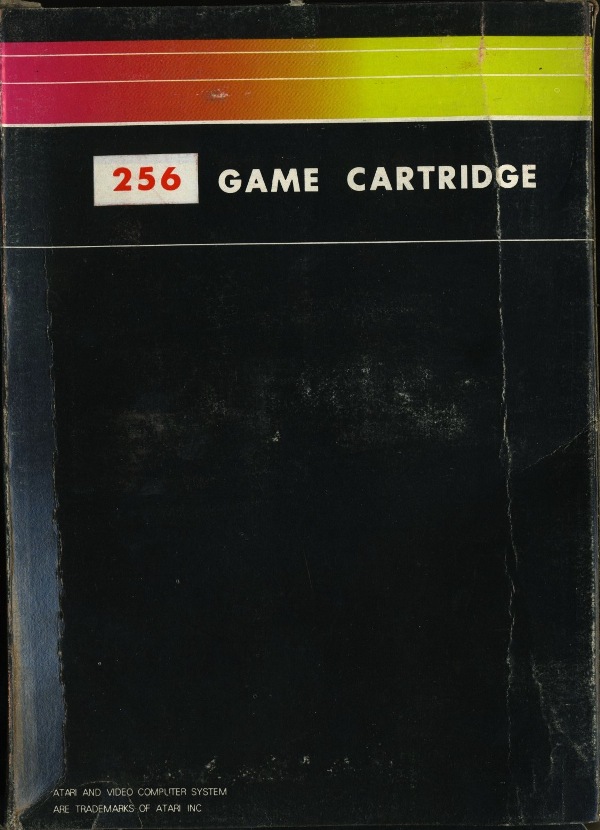 256 GAME CARTRIDGE
ATARI AND VIDEO COMPUTER SYSTEM
ARE TRADEMARKS OF ATARI INC